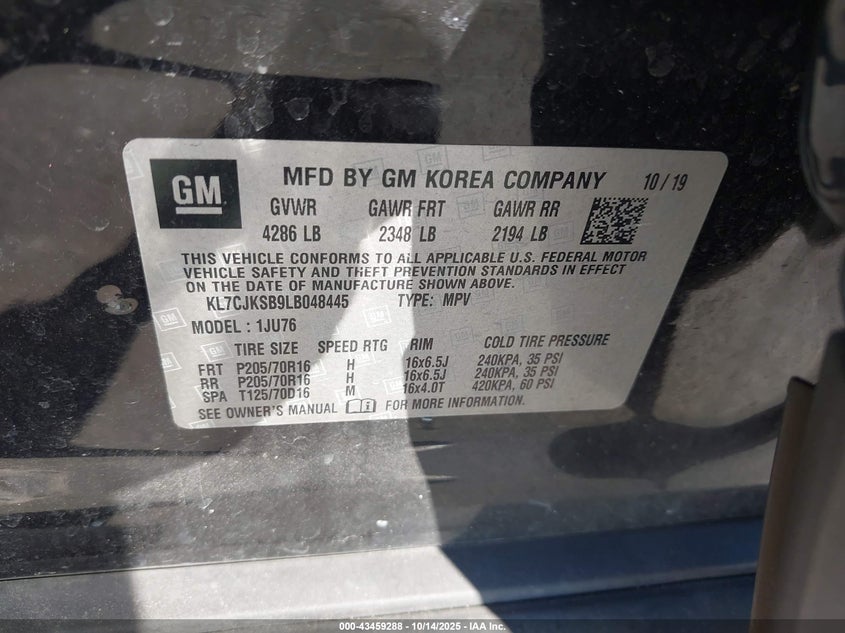 GM
MFD BY GM KOREA COMPANY 10/19
GVWR GAWR FRT GAWR RR
4286 LB 2348 LB 2194 LB
THIS VEHICLE CONFORMS TO ALL APPLICABLE U.S. FEDERAL MOTOR
VEHICLE SAFETY AND THEFT PREVENTION STANDARDS IN EFFECT
ON THE DATE OF MANUFACTURE SHOWN ABOVE.
KL7CJKSB9LB048445 TYPE: MPV
MODEL: 1JU76
TIRE SIZE SPEED RTG RIM COLD TIRE PRESSURE
FRT P205/70R16 H 16x6.5J 240KPA, 35 PSI
RR P205/70R16 H 16x6.5J 240KPA, 35 PSI
SPA T125/70D16 M 16x4.0T 420KPA, 60 PSI
SEE OWNER'S MANUAL FOR MORE INFORMATION.
000-43459288 - 10/14/2025 - IAA Inc.